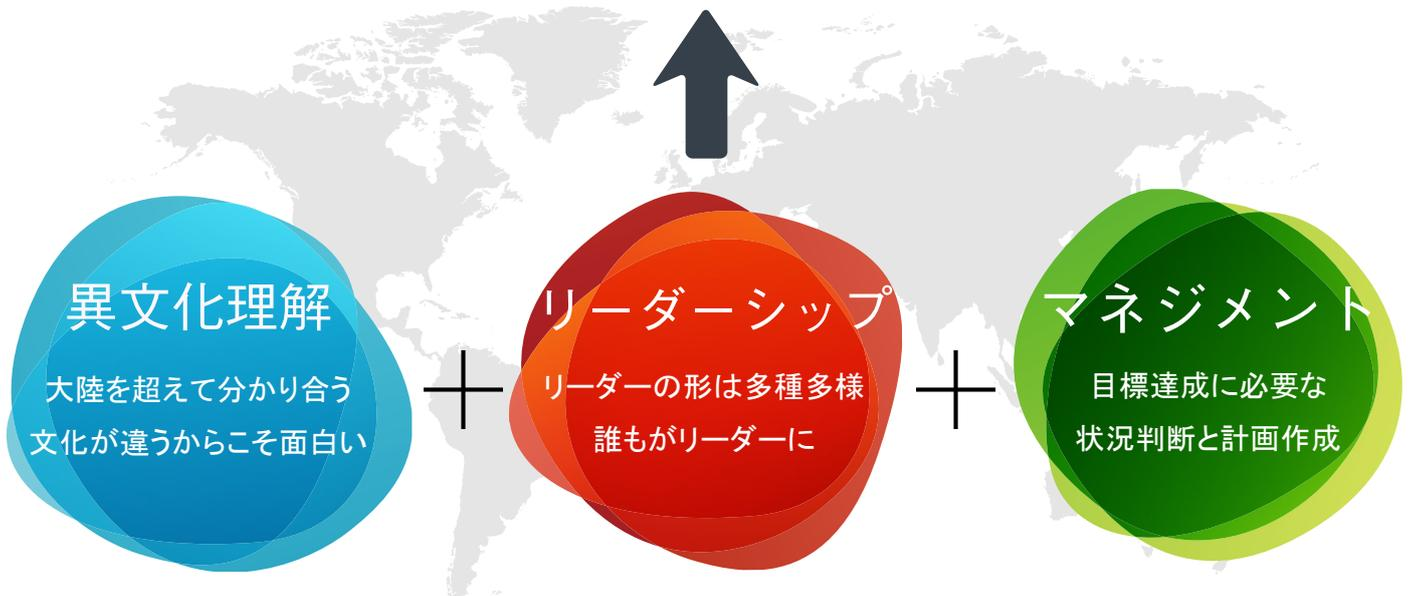 異文化理解
大陸を超えて分かり合う
文化が違うからこそ面白い
リーダーシップ
リーダーの形は多種多様
誰もがリーダーに
マネジメント
目標達成に必要な
状況判断と計画作成